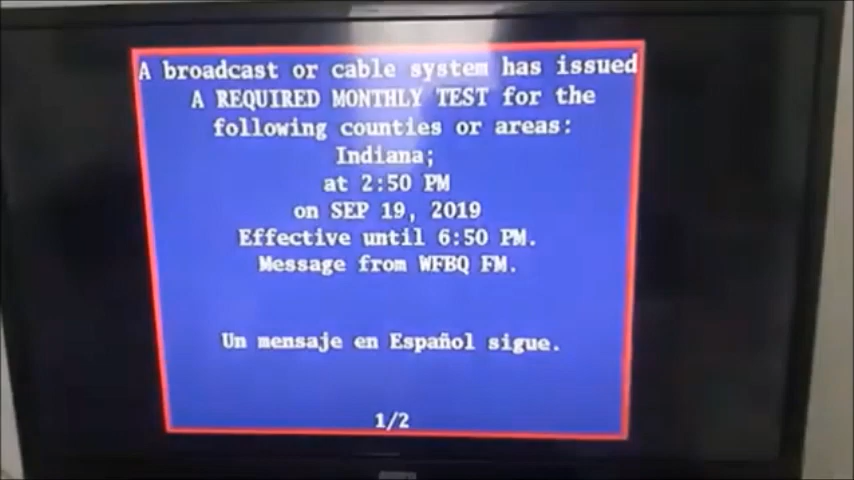 A broadcast or cable system has issued
A REQUIRED MONTHLY TEST for the
following counties or areas:
Indiana;
at 2:50 PM
on SEP 19, 2019
Effective until 6:50 PM.
Message from WFBQ FM.
Un mensaje en Español sigue.
1/2